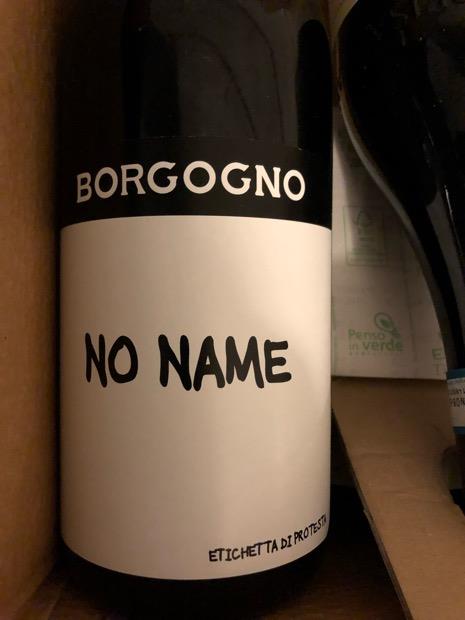 BORGOGNO
NO NAME
ETICHETTA DI PROTESTA
Penso
in verde